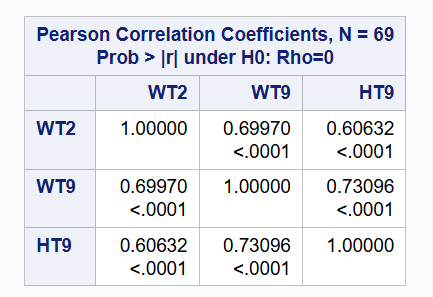 Pearson Correlation Coefficients, N = 69
Prob > |r| under H0: Rho=0
WT2 WT9 HT9
WT2 1.00000 0.69970 0.60632
<.0001 <.0001
WT9 0.69970 1.00000 0.73096
<.0001 <.0001
HT9 0.60632 0.73096 1.00000
<.0001 <.0001